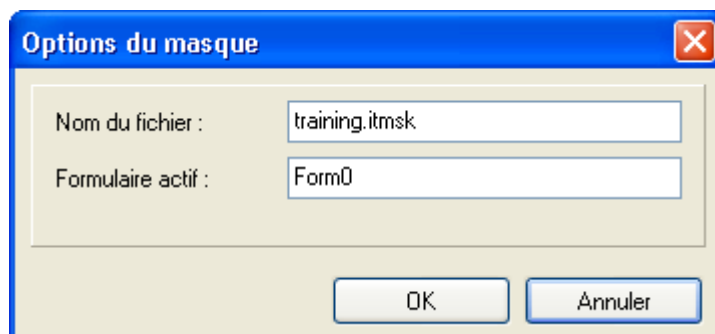 Options du masque
Nom du fichier : training.itmsk
Formulaire actif : Form0
OK Annuler